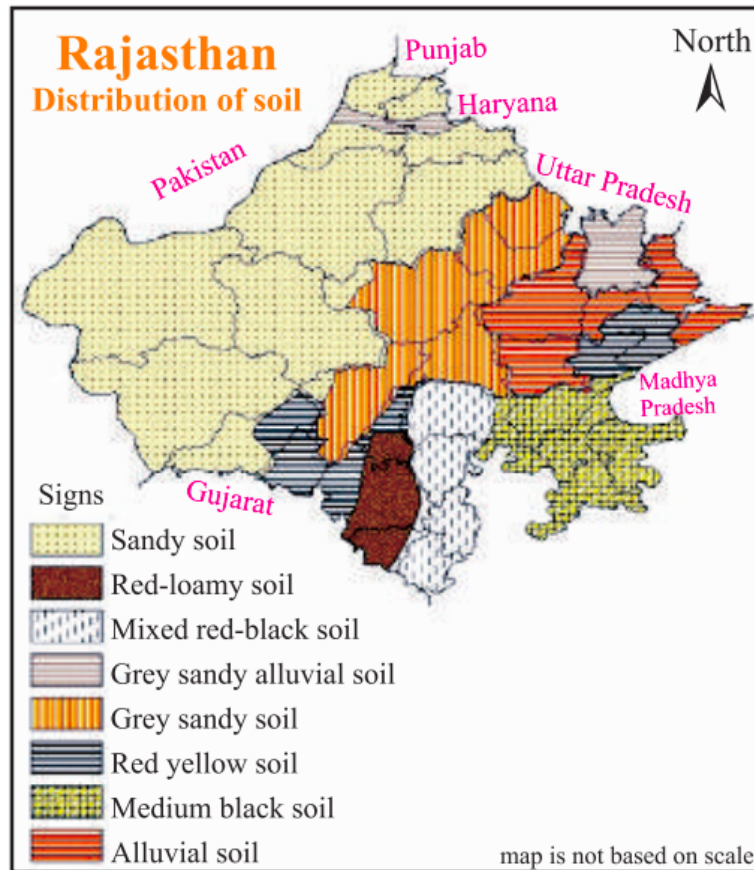 Rajasthan
Distribution of soil
Punjab
North
Haryana
Pakistan
Uttar Pradesh
Madhya
Pradesh
Gujarat
Signs
Sandy soil
Red-loamy soil
Mixed red-black soil
Grey sandy alluvial soil
Grey sandy soil
Red yellow soil
Medium black soil
Alluvial soil
map is not based on scale